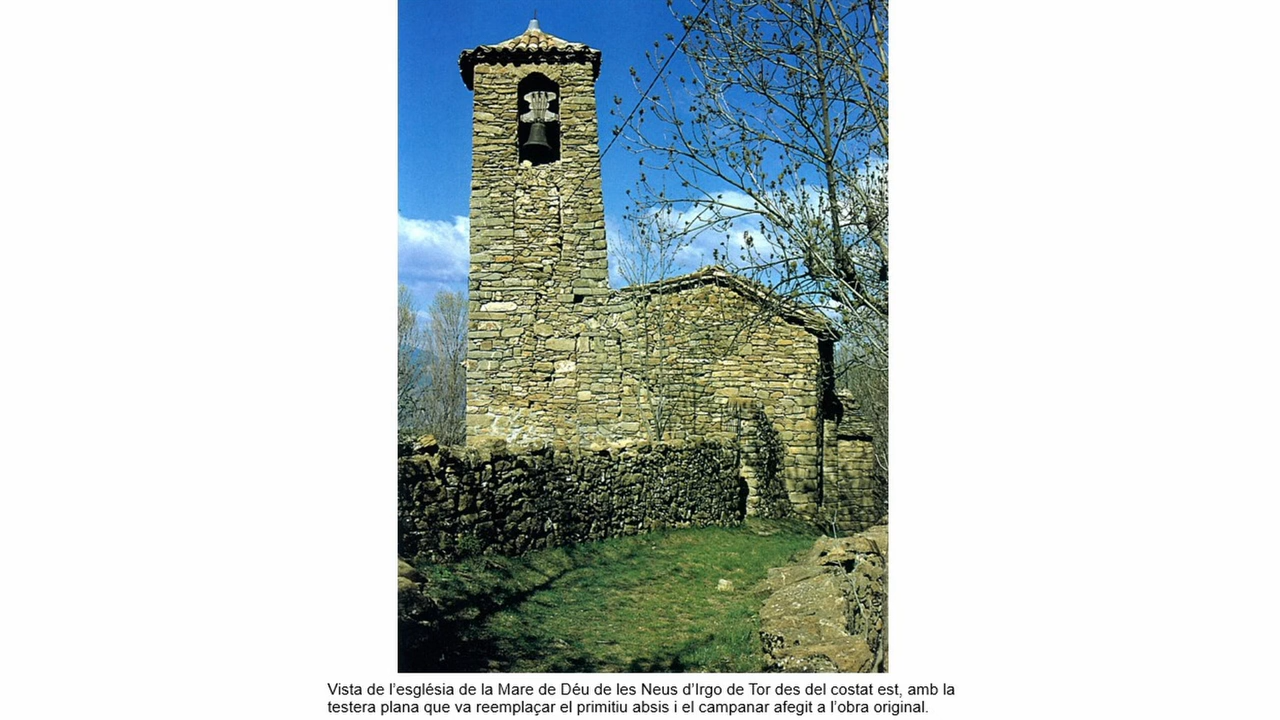 Vista de l’església de la Mare de Déu de les Neus d’Irgo de Tor des del costat est, amb la
testera plana que va reemplaçar el primitiu absis i el campanar afegit a l’obra original.